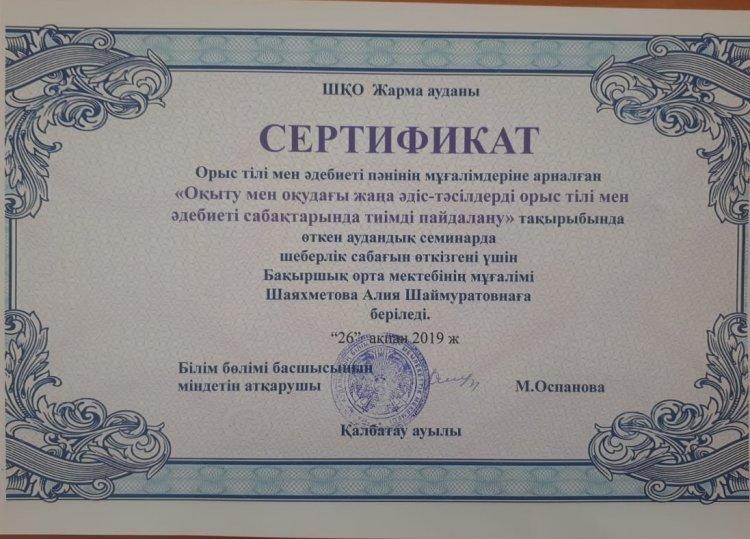 ШҚО Жарма ауданы
СЕРТИФИКАТ
Орыс тілі мен әдебиеті пәнінің мұғалімдеріне арналған
«Оқыту мен оқудағы жаңа әдіс-тәсілдерді орыс тілі мен
әдебиеті сабақтарында тиімді пайдалану» тақырыбында
өткен аудандық семинарда
шеберлік сабағын өткізгені үшін
Бақыршық орта мектебінің мұғалімі
Шаяхметова Алия Шаймуратовнаға
беріледі.
“26” ақпан 2019 ж
Білім бөлімі басшысының
міндетін атқарушы М.Оспанова
Қалбатау ауылы